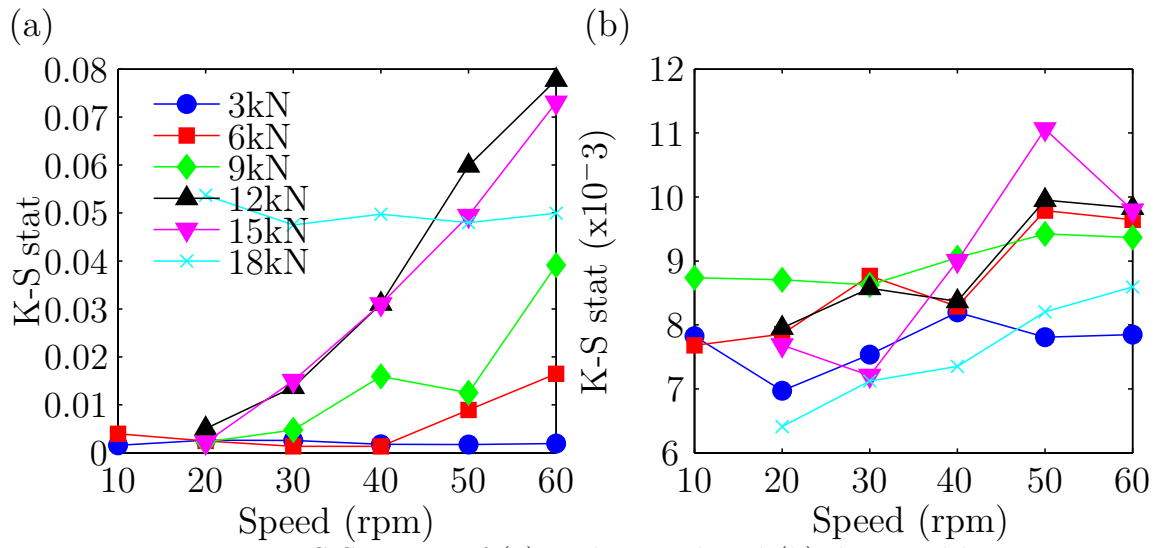 (a)
(b)
0.08
0.07
0.06
0.05
0.04
0.03
0.02
0.01
0
K-S stat
3kN
6kN
9kN
12kN
15kN
18kN
10 20 30 40 50 60
Speed (rpm)
12
11
10
9
8
7
6
K-S stat (x10−3)
10 20 30 40 50 60
Speed (rpm)